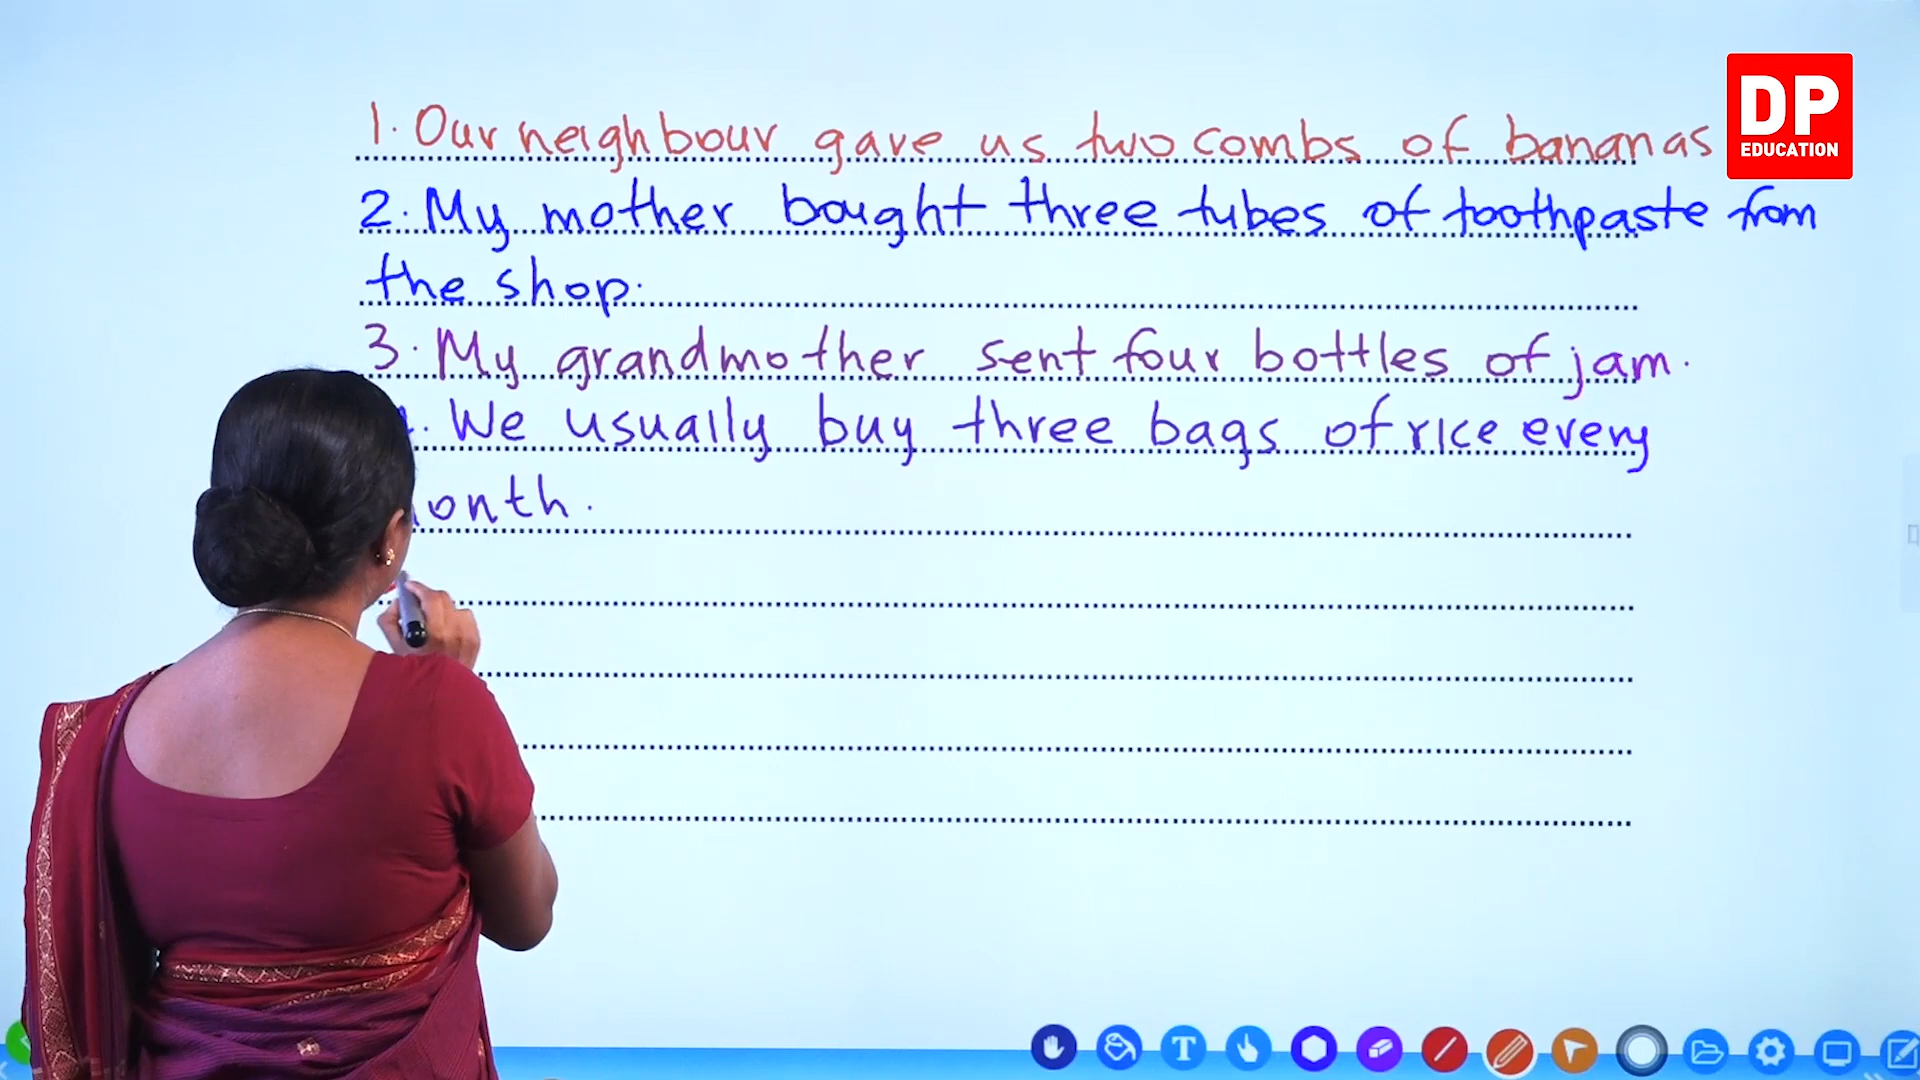 1. Our neighbour gave us two combs of bananas
2. My mother bought three tubes of toothpaste from
the shop.
3. My grandmother sent four bottles of jam.
We usually buy three bags of rice every
month.
DP
EDUCATION